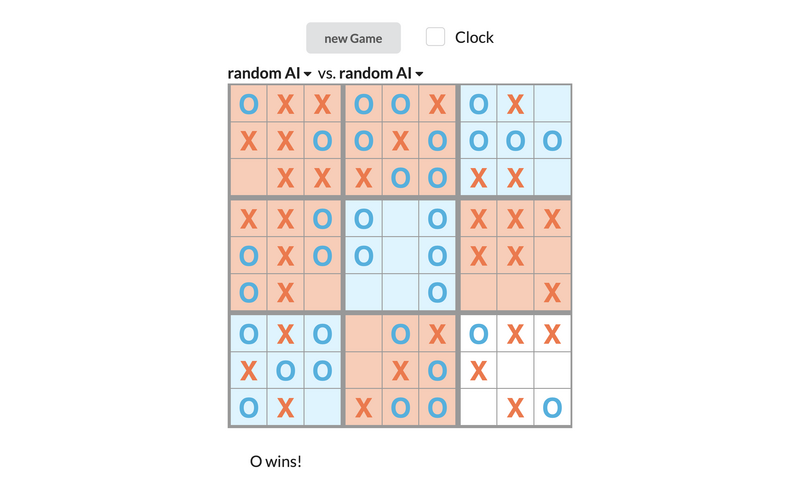 new Game Clock
random AI vs. random AI
O X X O O X O X
X X O O X O O O O
X X X O O X X
X X O O O X X X
O X O O O X X
O X O X
O X O O X O X X
X O O X O X
O X X O O X O
O wins!